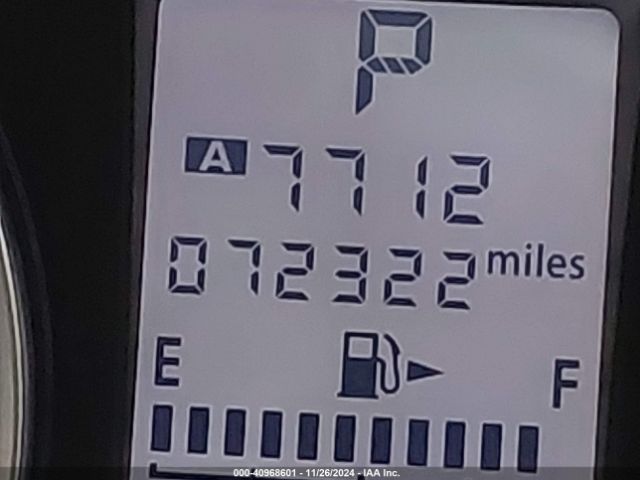 P
A 7712
072322 miles
E F
000-40968601 - 11/26/2024 - IAA Inc.